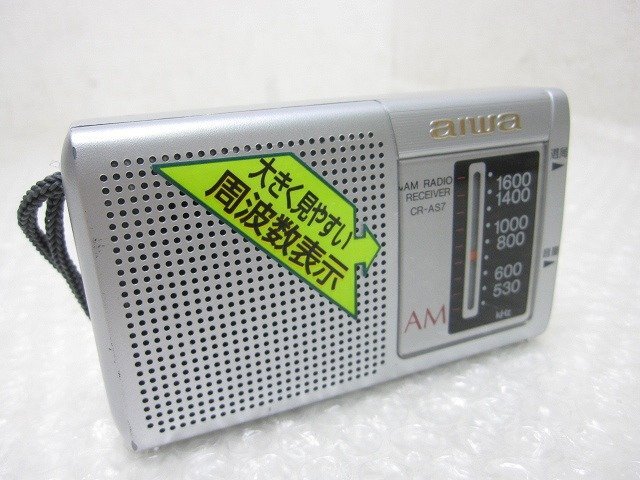 aiwa
大きく見やすい
周波数表示
AM RADIO
RECEIVER
CR-AS7
1600
1400
1000
800
600
530
kHz
AM
選局
音量